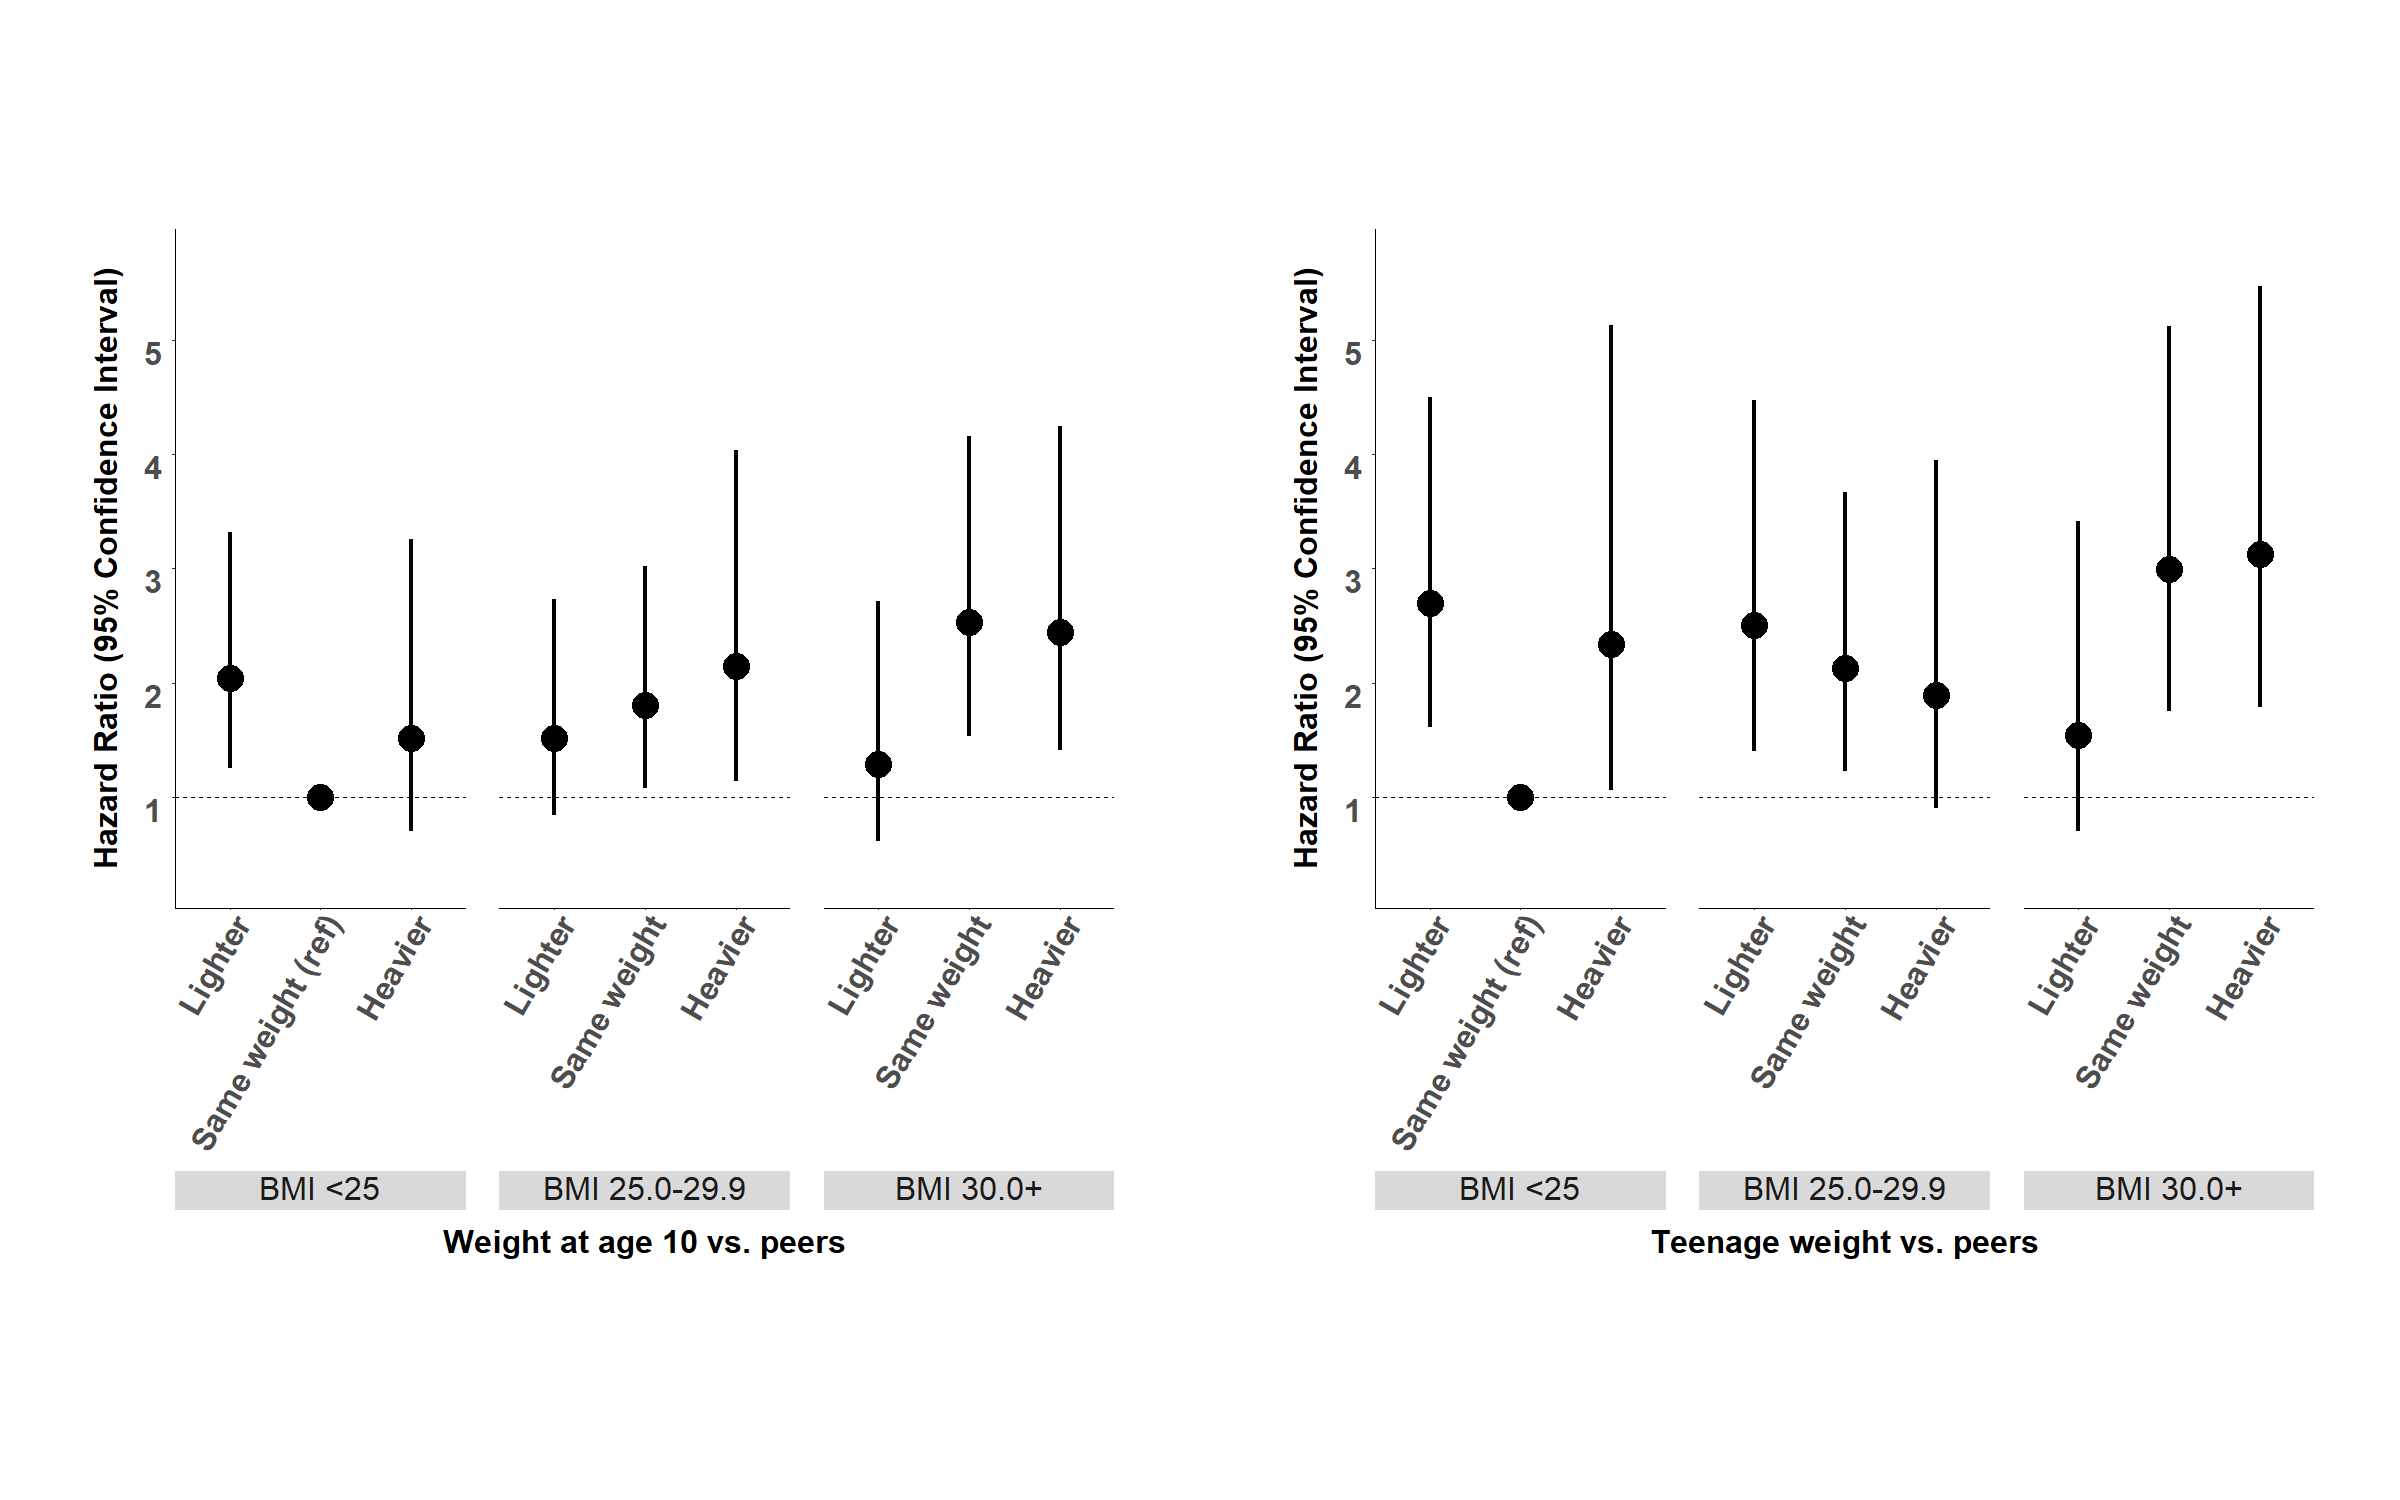 Hazard Ratio (95% Confidence Interval)
5
4
3
2
1
Lighter
Same weight (ref)
Heavier
Lighter
Same weight
Heavier
Lighter
Same weight
Heavier
BMI <25
BMI 25.0-29.9
BMI 30.0+
Weight at age 10 vs. peers
Hazard Ratio (95% Confidence Interval)
5
4
3
2
1
Lighter
Same weight (ref)
Heavier
Lighter
Same weight
Heavier
Lighter
Same weight
Heavier
BMI <25
BMI 25.0-29.9
BMI 30.0+
Teenage weight vs. peers